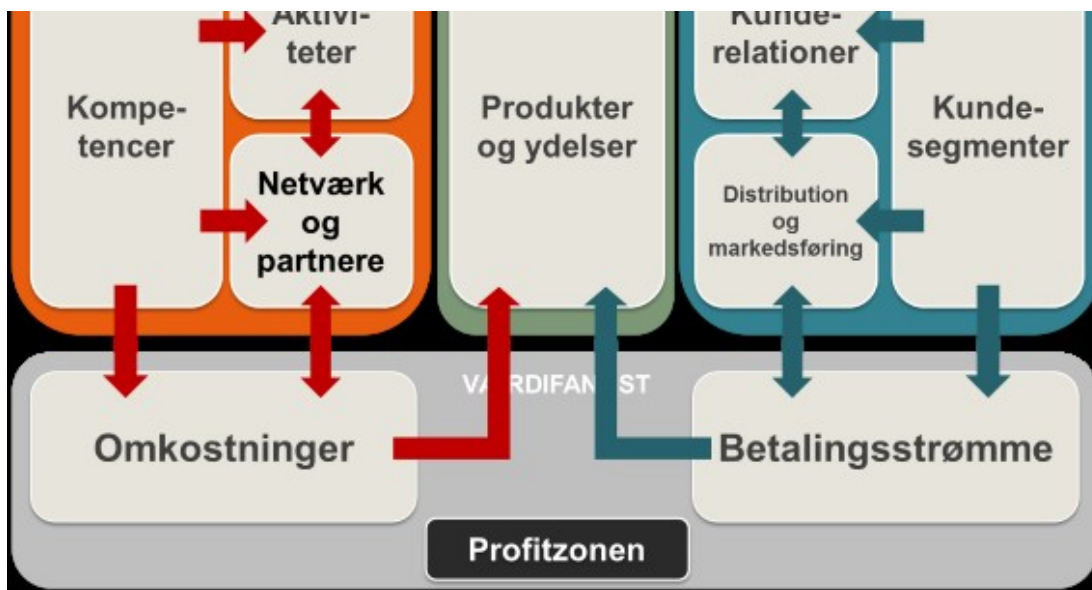 Aktivi-
teter
Kunde-
relationer
Kompe-
tencer
Produkter
og ydelser
Kunde-
segmenter
Netværk
og
partnere
Distribution
og
markedsføring
Omkostninger
Betalingsstrømme
Profitzonen